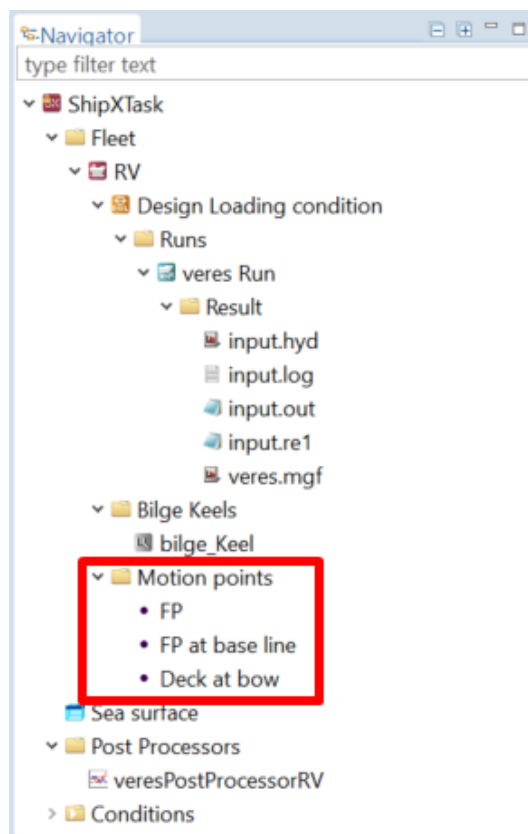 Navigator
type filter text
ShipXTask
Fleet
RV
Design Loading condition
Runs
veres Run
Result
input.hyd
input.log
input.out
input.re1
veres.mgf
Bilge Keels
bilge_Keel
Motion points
FP
FP at base line
Deck at bow
Sea surface
Post Processors
veresPostProcessorRV
Conditions